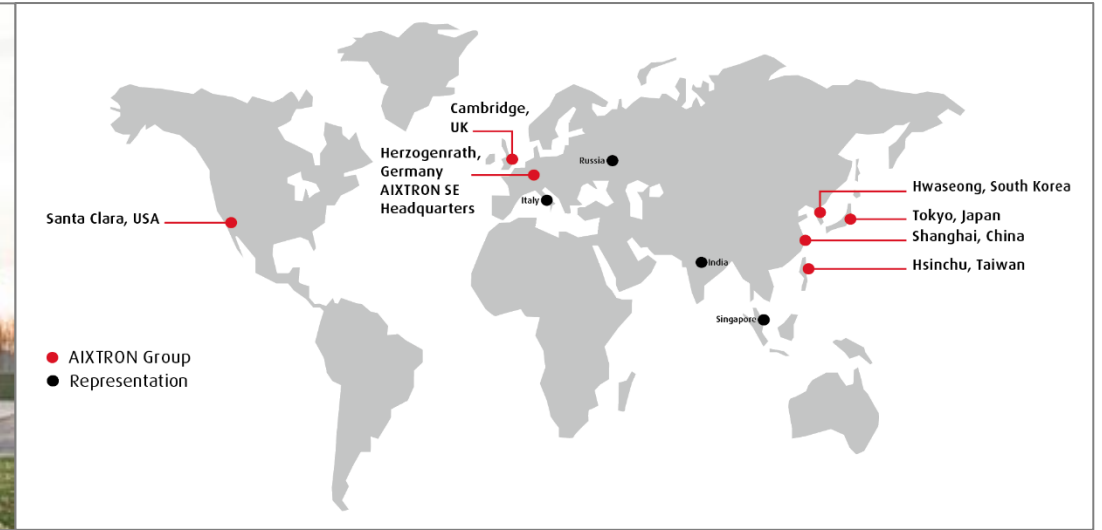 Cambridge,
UK
Herzogenrath,
Germany
AIXTRON SE
Headquarters
Russia
Italy
Santa Clara, USA
Hwaseong, South Korea
Tokyo, Japan
Shanghai, China
Hsinchu, Taiwan
India
Singapore
AIXTRON Group
Representation